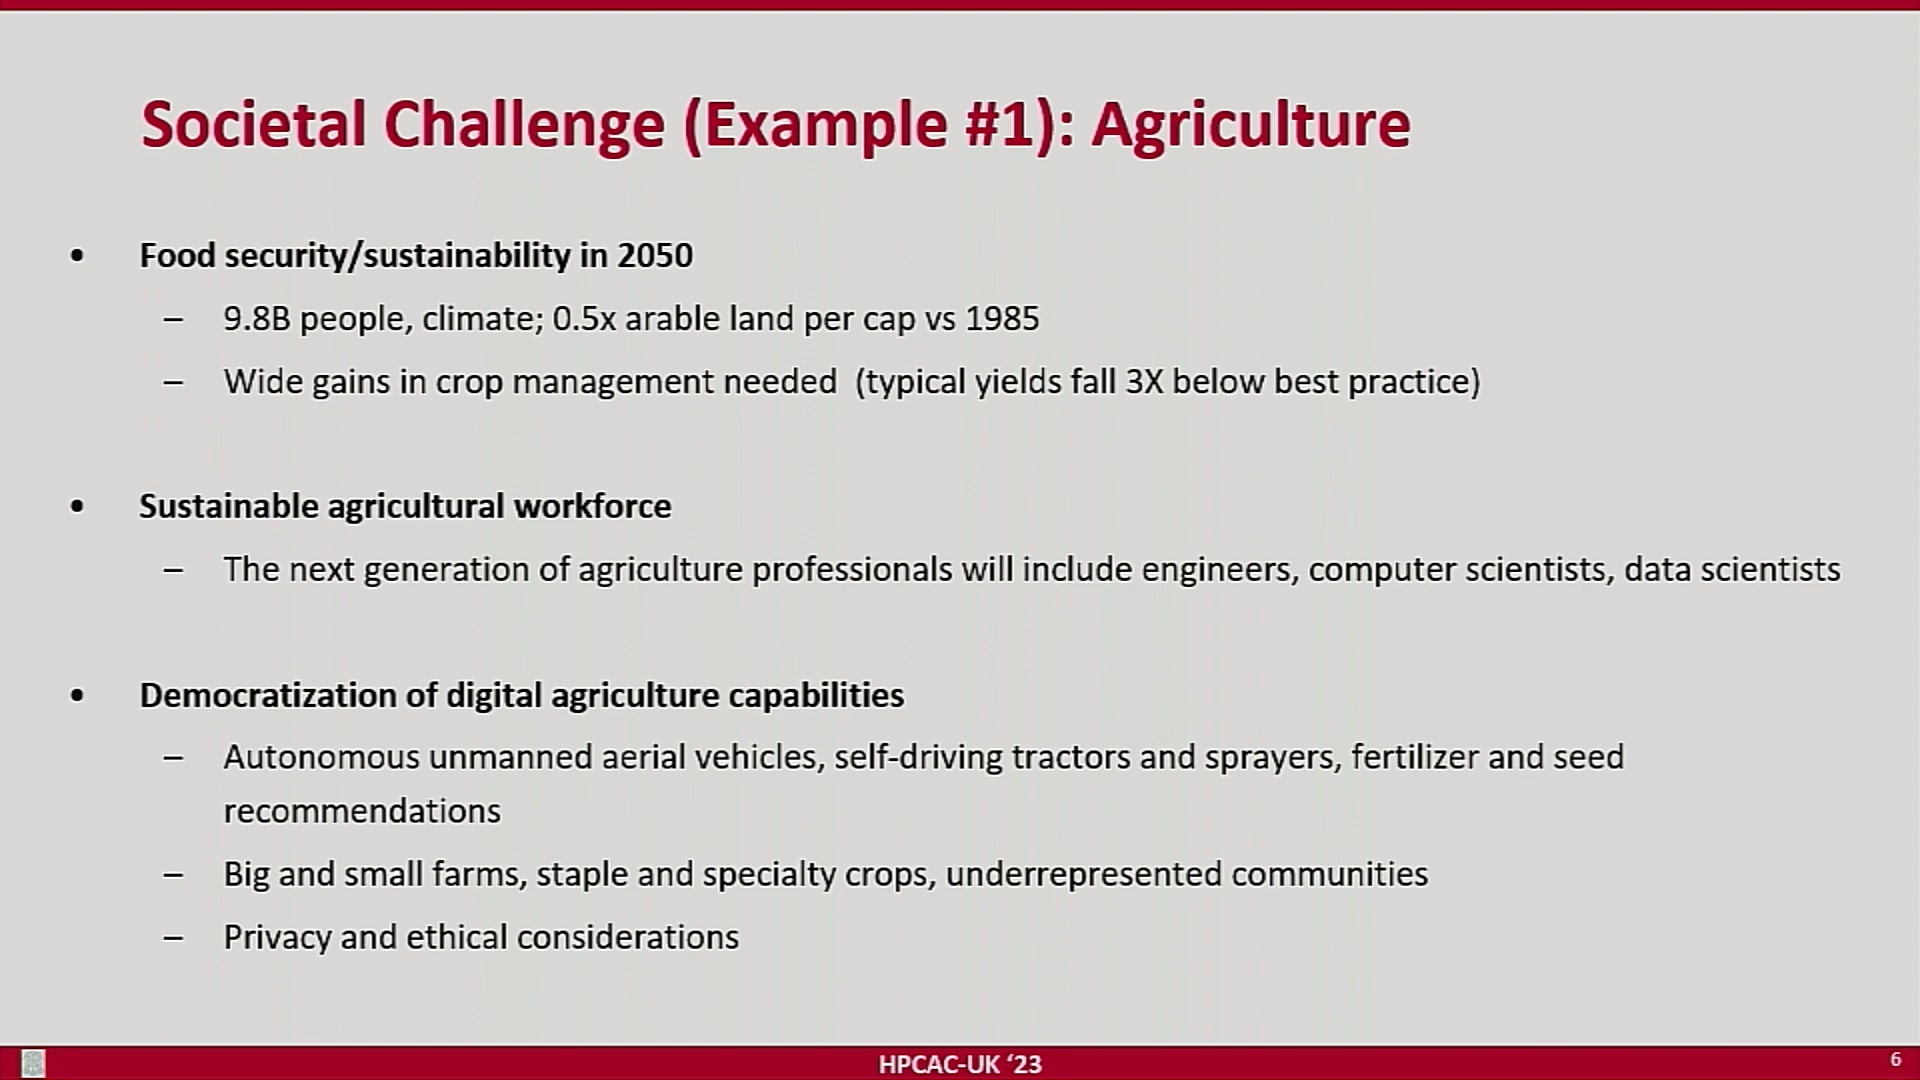 Societal Challenge (Example #1): Agriculture
• Food security/sustainability in 2050
– 9.8B people, climate; 0.5x arable land per cap vs 1985
– Wide gains in crop management needed (typical yields fall 3X below best practice)
• Sustainable agricultural workforce
– The next generation of agriculture professionals will include engineers, computer scientists, data scientists
• Democratization of digital agriculture capabilities
– Autonomous unmanned aerial vehicles, self-driving tractors and sprayers, fertilizer and seed
recommendations
– Big and small farms, staple and specialty crops, underrepresented communities
– Privacy and ethical considerations
HPCAC-UK ‘23
6